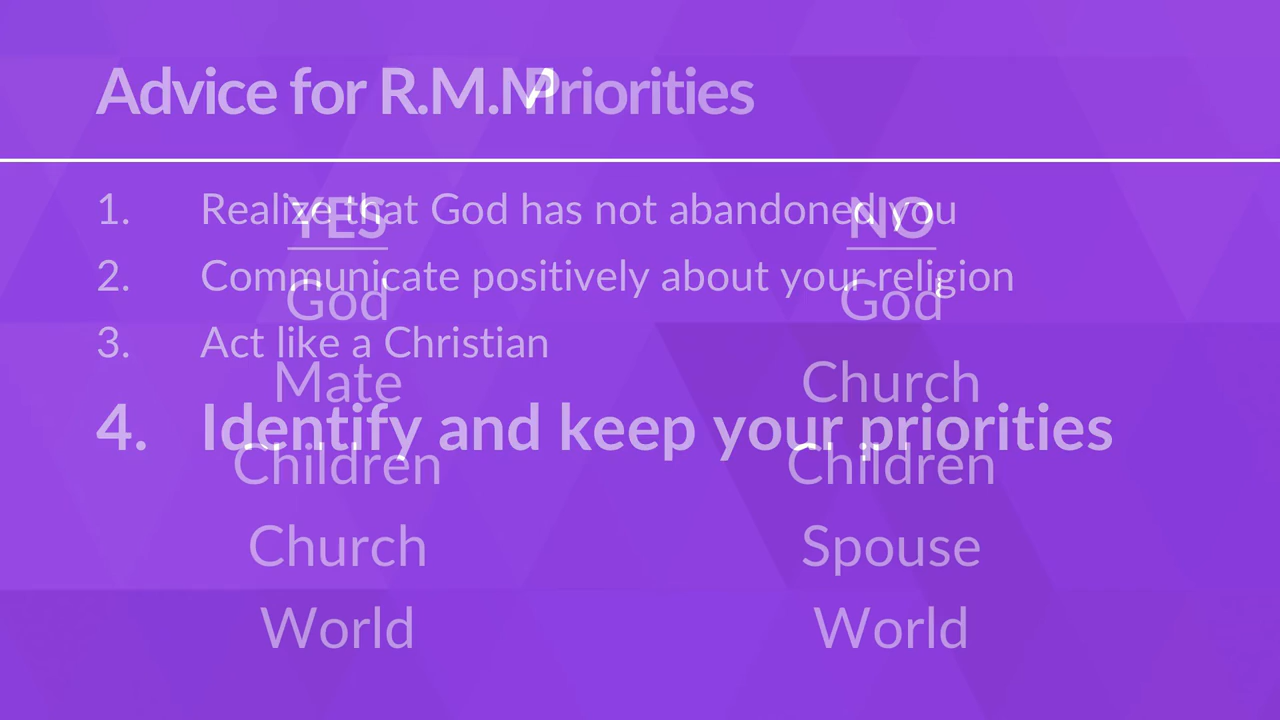 Advice for R.M.M
1. Realize that God has not abandoned you
2. Communicate positively about your religion
3. Act like a Christian
4. Identify and keep your priorities
Priorities
YES NO
God God
Mate Church
Children Children
Church Spouse
World World